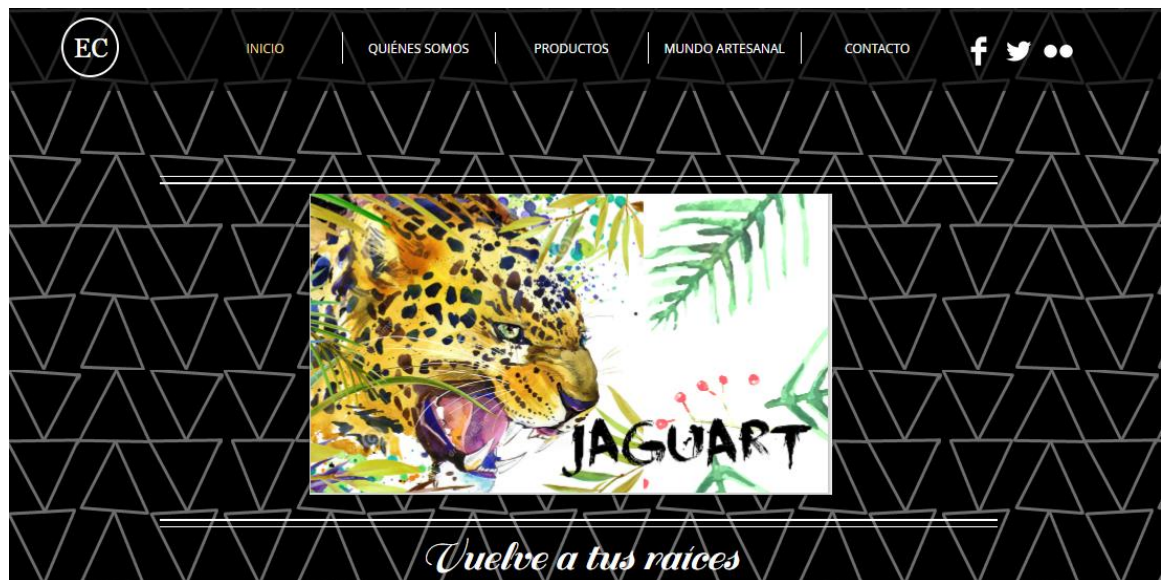 EC
INICIO
QUIÉNES SOMOS
PRODUCTOS
MUNDO ARTESANAL
CONTACTO
JAGUART
Vuelve a tus raíces